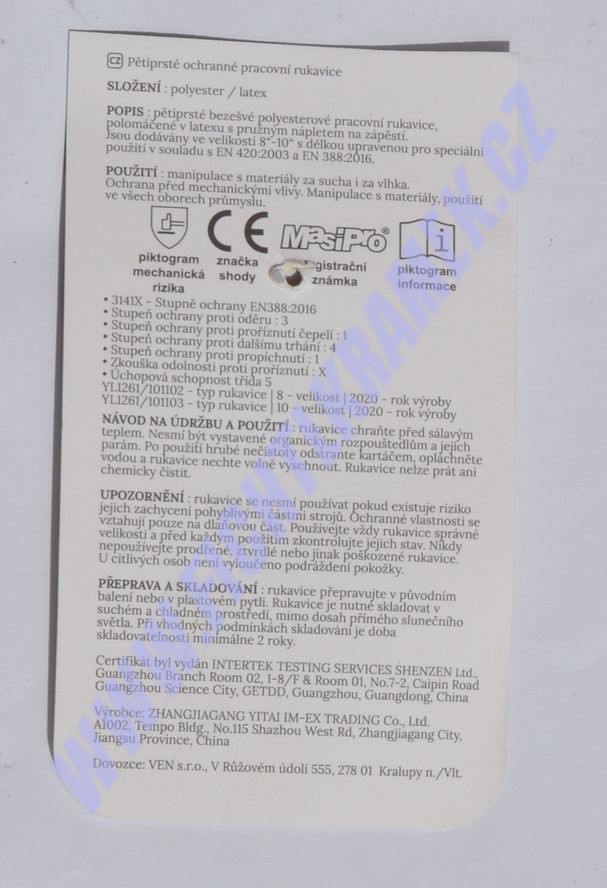 CZ Pětiprsté ochranné pracovní rukavice
SLOŽENÍ : polyester / latex
POPIS : pětiprsté bezešvé polyesterové pracovní rukavice,
polomáčené v latexu s pružným nápletem na zápěstí.
Jsou dodávány ve velikosti 8"-10" s délkou upravenou pro speciální
použití v souladu s EN 420:2003 a EN 388:2016.
POUŽITÍ : manipulace s materiály za sucha i za vlhka.
Ochrana před mechanickými vlivy. Manipulace s materiály, použití
ve všech oborech průmyslu.
CE MasiPro®
piktogram mechanická rizika
značka shody
registrační známka
piktogram informace
• 3141X - Stupně ochrany EN388:2016
• Stupeň ochrany proti oděru : 3
• Stupeň ochrany proti proříznutí čepelí : 1
• Stupeň ochrany proti dalšímu trhání : 4
• Stupeň ochrany proti propíchnutí : 1
• Zkouška odolnosti proti proříznutí : X
• Úchopová schopnost třída 5
YL1261/101102 - typ rukavice | 8 - velikost | 2020 - rok výroby
YL1261/101103 - typ rukavice | 10 - velikost | 2020 - rok výroby
NÁVOD NA ÚDRŽBU A POUŽITÍ : rukavice chraňte před sálavým
teplem. Nesmí být vystavené organickým rozpouštědlům a jejich
parám. Po použití hrubé nečistoty odstrante kartáčem, opláchněte
vodou a rukavice nechte volně vyschnout. Rukavice nelze prát ani
chemicky čistit.
UPOZORNĚNÍ : rukavice se nesmí používat pokud existuje riziko
jejich zachycení pohyblivými částmi strojů. Ochranné vlastnosti se
vztahují pouze na dlaňovou část. Používejte vždy rukavice správné
velikosti a před každým použitím zkontrolujte jejich stav. Nikdy
nepoužívejte prodřené, ztvrdlé nebo jinak poškozené rukavice.
U citlivých osob není vyloučeno podráždění pokožky.
PŘEPRAVA A SKLADOVÁNÍ : rukavice přepravujte v původním
balení nebo v plastovém pytli. Rukavice je nutné skladovat v
suchém a chladném prostředí, mimo dosah přímého slunečního
světla. Při vhodných podmínkách skladování je doba
skladovatelnosti minimálne 2 roky.
Certifikát byl vydán INTERTEK TESTING SERVICES SHENZEN Ltd.,
Guangzhou Branch Room 02, 1-8/F & Room 01, No.7-2, Caipin Road
Guangzhou Science City, GETDD, Guangzhou, Guangdong, China
Výrobce: ZHANGJIAGANG YITAI IM-EX TRADING Co., Ltd.
A1002, Tempo Bldg., No.115 Shazhou West Rd, Zhangjiagang City,
Jiangsu Province, China
Dovozce: VEN s.r.o., V Růžovém údolí 555, 278 01 Kralupy n./Vlt.